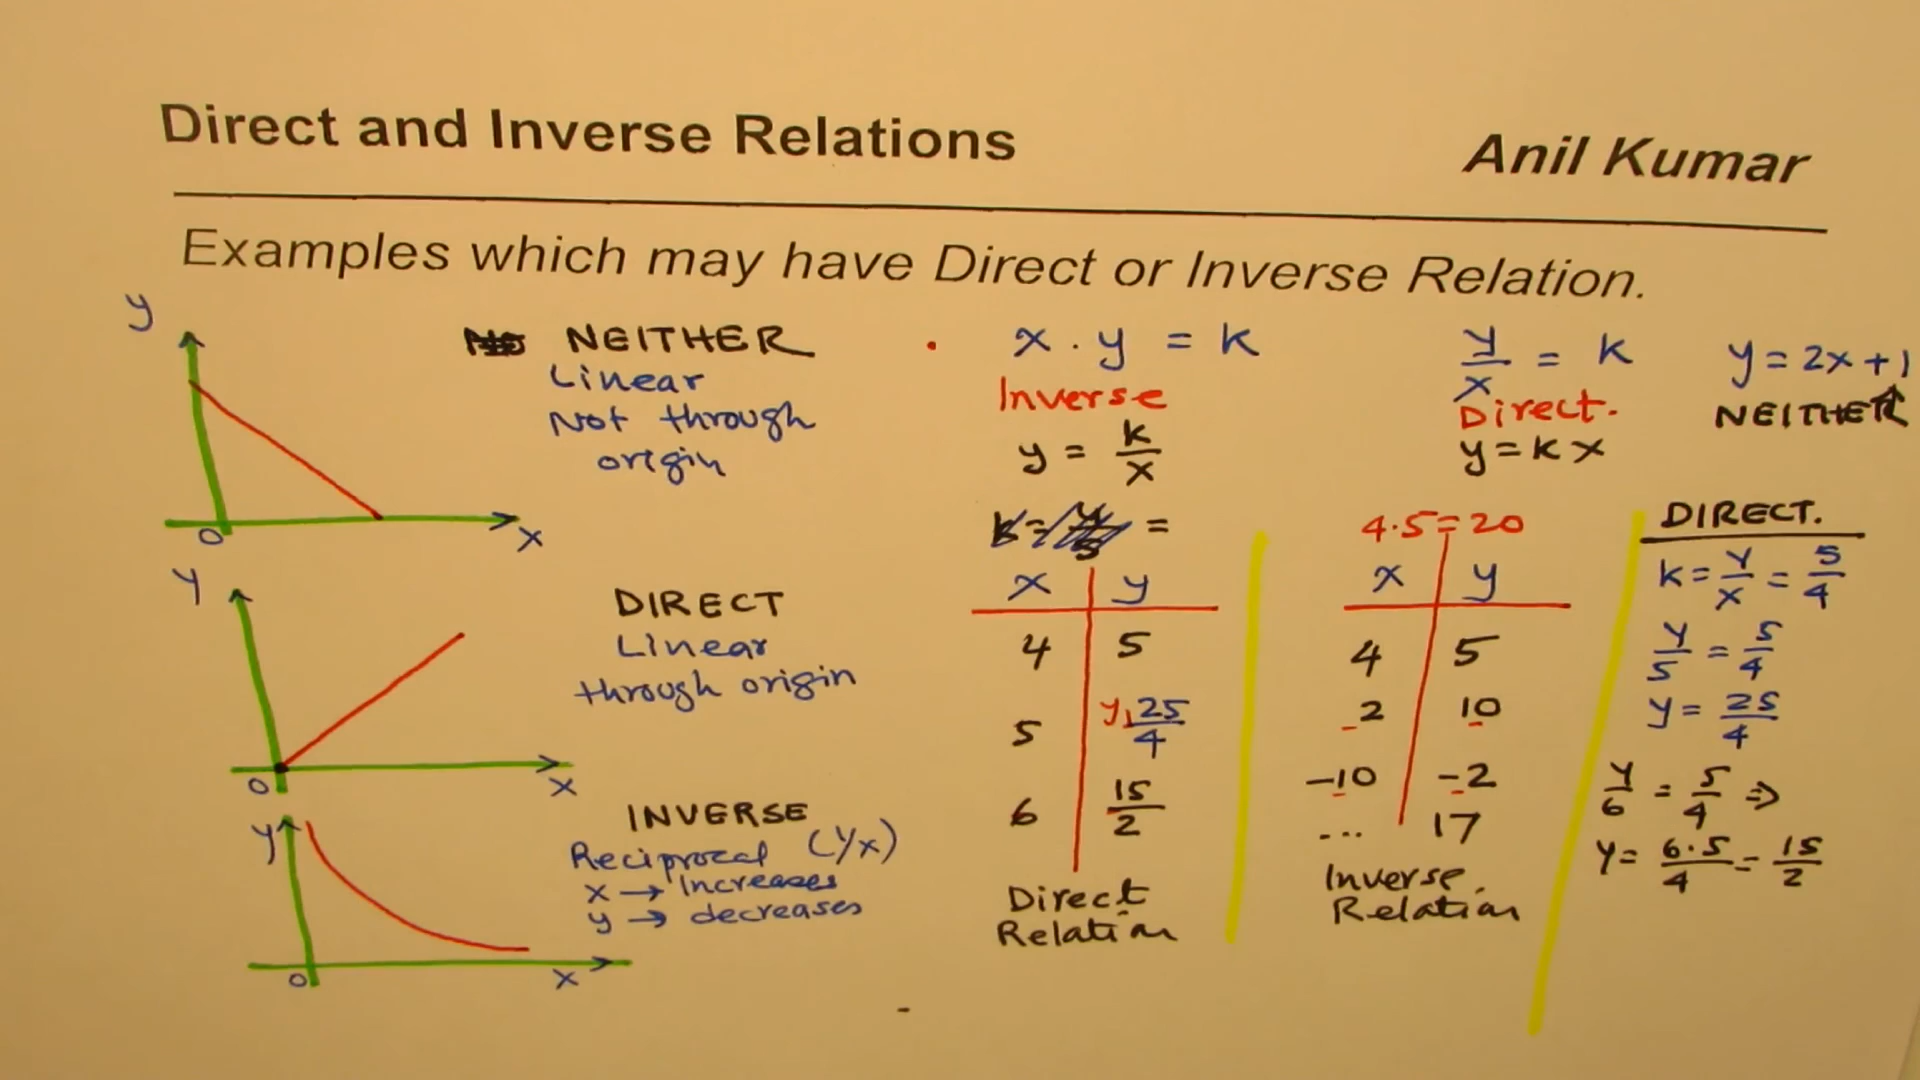 Direct and Inverse Relations
Anil Kumar
Examples which may have Direct or Inverse Relation.
y
NEITHER
Linear
Not through
origin
0
x
y
DIRECT
Linear
through origin
0
x
y
INVERSE
Reciprocal (1/x)
x → Increases
y → decreases
0
x
x · y = k
Inverse
y = k/x
=
x y
4 5
5 y₁ 25/4
6 15/2
Direct
Relation
y/x = k
Direct.
y = kx
4·5 = 20
x y
4 5
2 10
-10 -2
... 17
Inverse
Relation
y = 2x + 1
NEITHER
DIRECT.
k = y/x = 5/4
y/5 = 5/4
y = 25/4
y/6 = 5/4 ⇒
y = 6·5/4 = 15/2